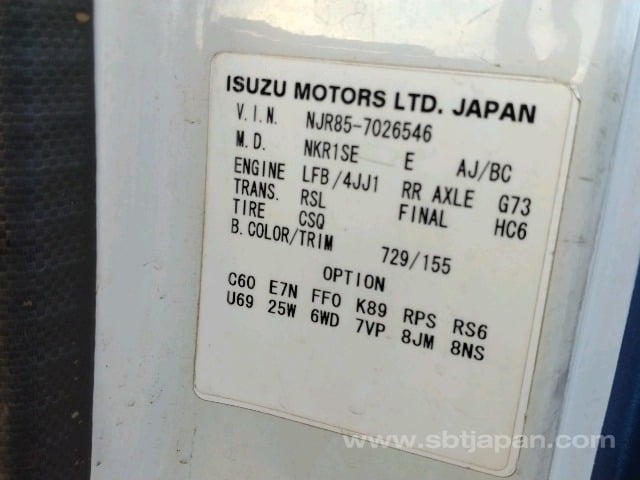 ISUZU MOTORS LTD. JAPAN
V.I.N. NJR85-7026546
M.D. NKR1SE E AJ/BC
ENGINE LFB/4JJ1 RR AXLE G73
TRANS. RSL FINAL HC6
TIRE CSQ
B.COLOR/TRIM 729/155
OPTION
C60 E7N FF0 K89 RPS RS6
U69 25W 6WD 7VP 8JM 8NS
www.sbtjapan.com